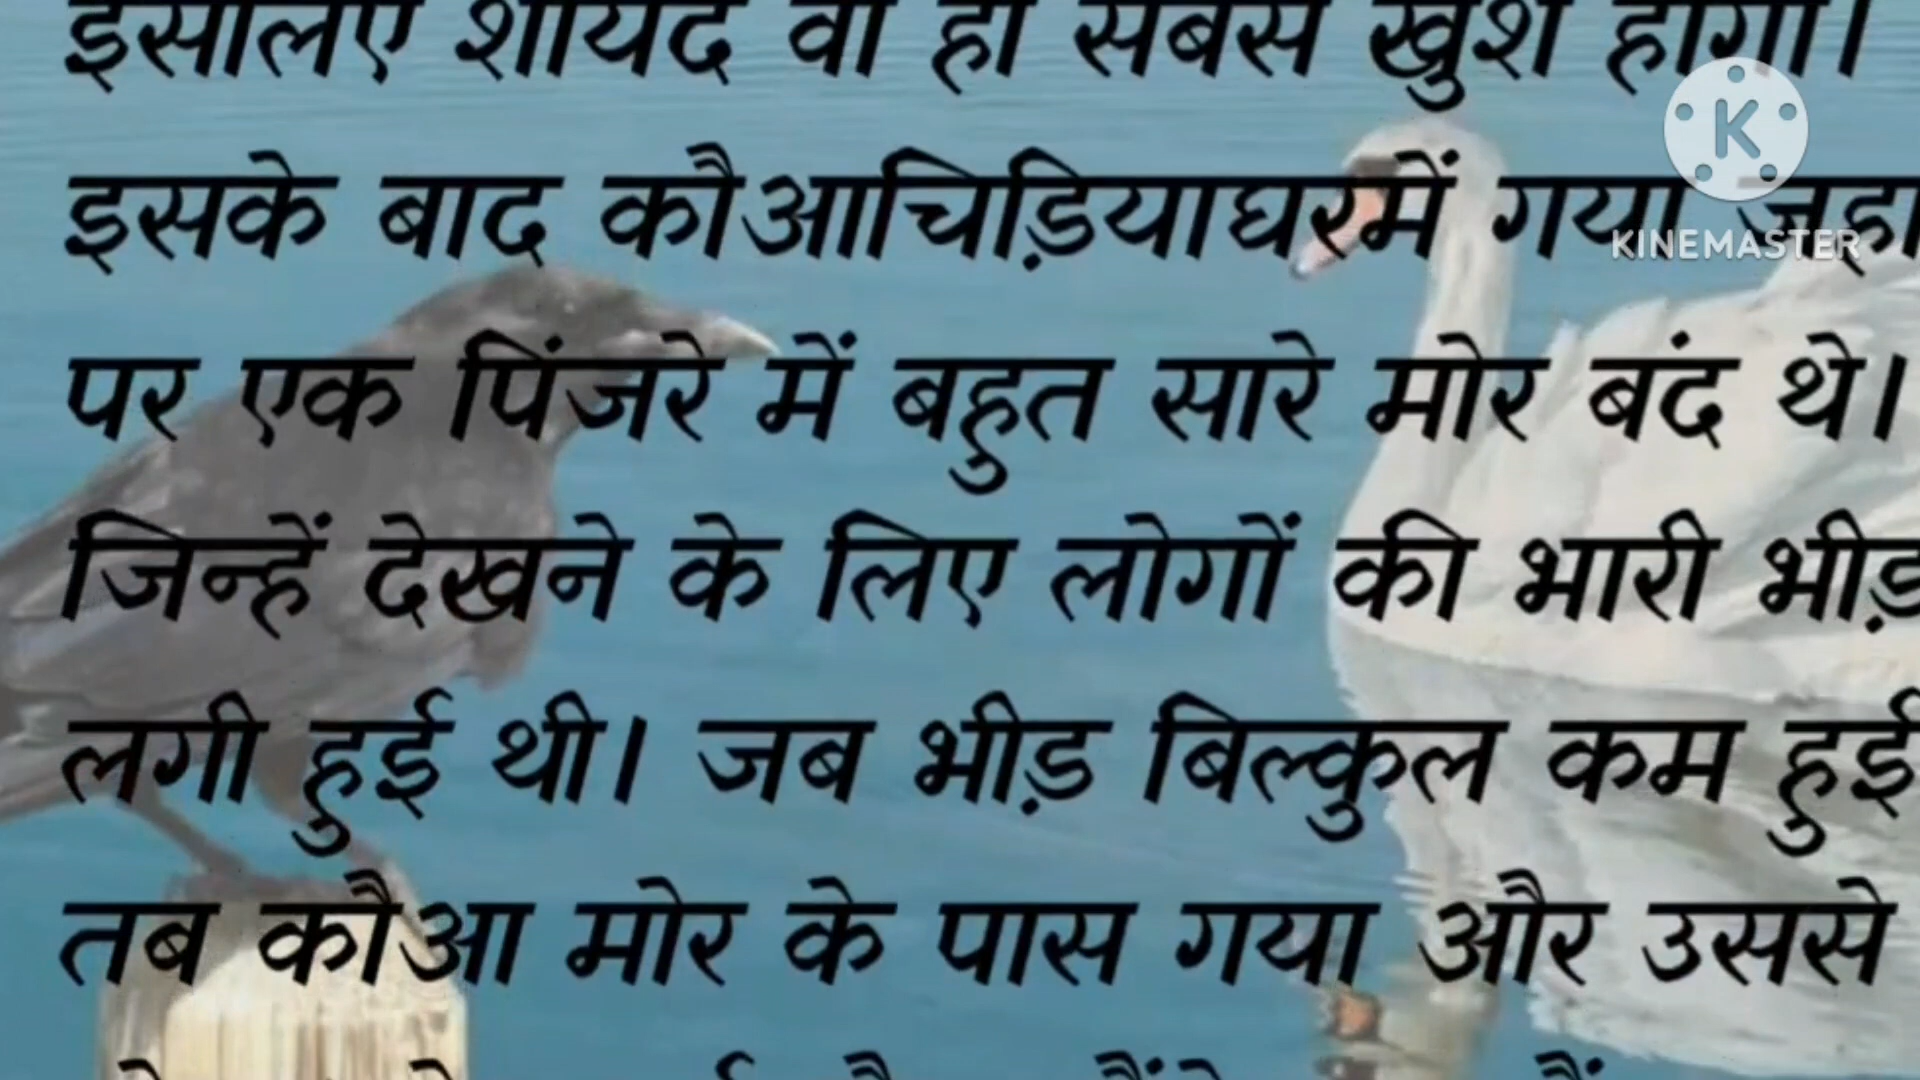 इसलिए शायद वो ही सबसे खुश होगा।
इसके बाद कौआचिड़ियाघरमें गया जहा
पर एक पिंजरे में बहुत सारे मोर बंद थे।
जिन्हें देखने के लिए लोगों की भारी भीड़
लगी हुई थी। जब भीड़ बिल्कुल कम हुई
तब कौआ मोर के पास गया और उससे
K
KINEMASTER